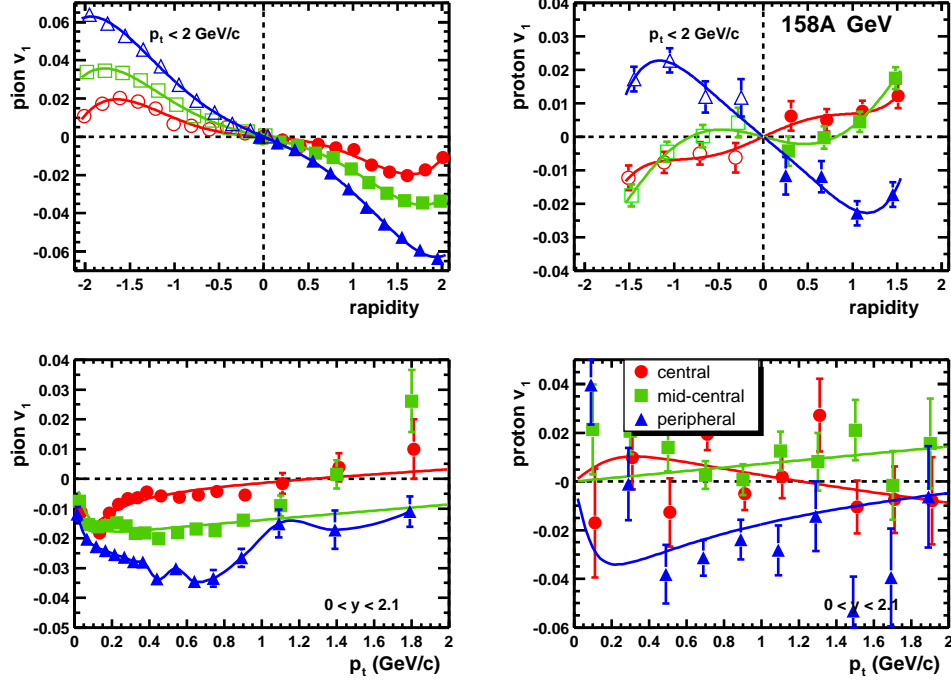 pion v1
0.06
0.04
0.02
0
-0.02
-0.04
-0.06
pt < 2 GeV/c
-2 -1.5 -1 -0.5 0 0.5 1 1.5 2
rapidity
proton v1
0.04
0.03
0.02
0.01
0
-0.01
-0.02
-0.03
-0.04
pt < 2 GeV/c
158A GeV
-2 -1.5 -1 -0.5 0 0.5 1 1.5 2
rapidity
pion v1
0.04
0.03
0.02
0.01
0
-0.01
-0.02
-0.03
-0.04
-0.05
0 < y < 2.1
0 0.2 0.4 0.6 0.8 1 1.2 1.4 1.6 1.8 2
pt (GeV/c)
proton v1
0.04
0.02
-0
-0.02
-0.04
-0.06
central
mid-central
peripheral
0 < y < 2.1
0 0.2 0.4 0.6 0.8 1 1.2 1.4 1.6 1.8 2
pt (GeV/c)